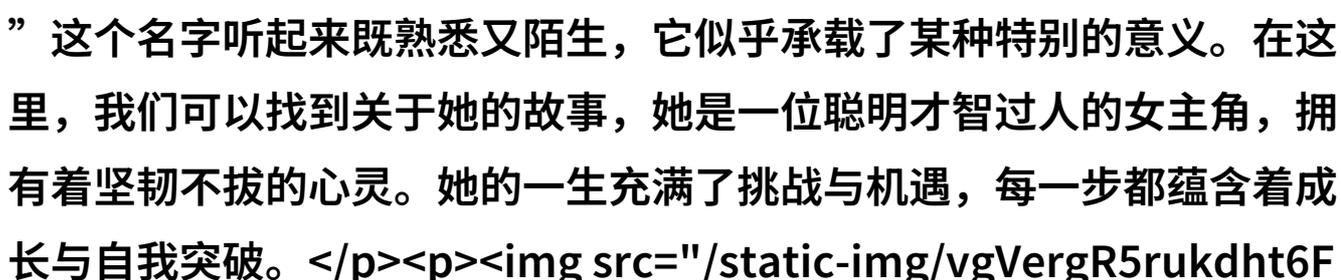 ”这个名字听起来既熟悉又陌生，它似乎承载了某种特别的意义。在这
里，我们可以找到关于她的故事，她是一位聪明才智过人的女主角，拥
有着坚韧不拔的心灵。她的一生充满了挑战与机遇，每一步都蕴含着成
长与自我突破。</p><p><img src="/static-img/vgVergR5rukdht6F